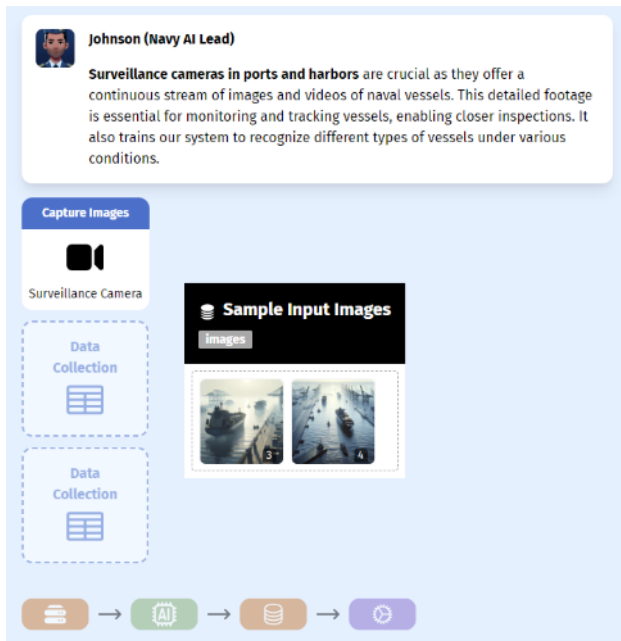 Johnson (Navy AI Lead)
Surveillance cameras in ports and harbors are crucial as they offer a
continuous stream of images and videos of naval vessels. This detailed footage
is essential for monitoring and tracking vessels, enabling closer inspections. It
also trains our system to recognize different types of vessels under various
conditions.
Capture Images
Surveillance Camera
Sample Input Images
images
3
4
Data
Collection
Data
Collection
AI